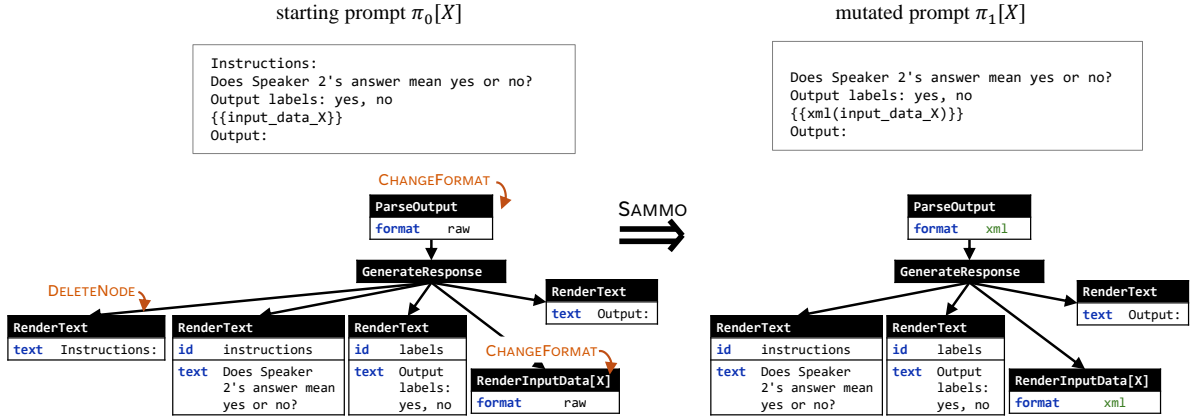 starting prompt π₀[X]
mutated prompt π₁[X]
Instructions:
Does Speaker 2's answer mean yes or no?
Output labels: yes, no
{{input_data_X}}
Output:
Does Speaker 2's answer mean yes or no?
Output labels: yes, no
{{xml(input_data_X)}}
Output:
CHANGEFORMAT
ParseOutput
format raw
GenerateResponse
DELETENODE
RenderText
text Output:
RenderText
text Instructions:
RenderText
id instructions
text Does Speaker
2's answer mean
yes or no?
RenderText
id labels
text Output
labels:
yes, no
CHANGEFORMAT
RenderInputData[X]
format raw
SAMMO
ParseOutput
format xml
GenerateResponse
RenderText
text Output:
RenderText
id instructions
text Does Speaker
2's answer mean
yes or no?
RenderText
id labels
text Output
labels:
yes, no
RenderInputData[X]
format xml